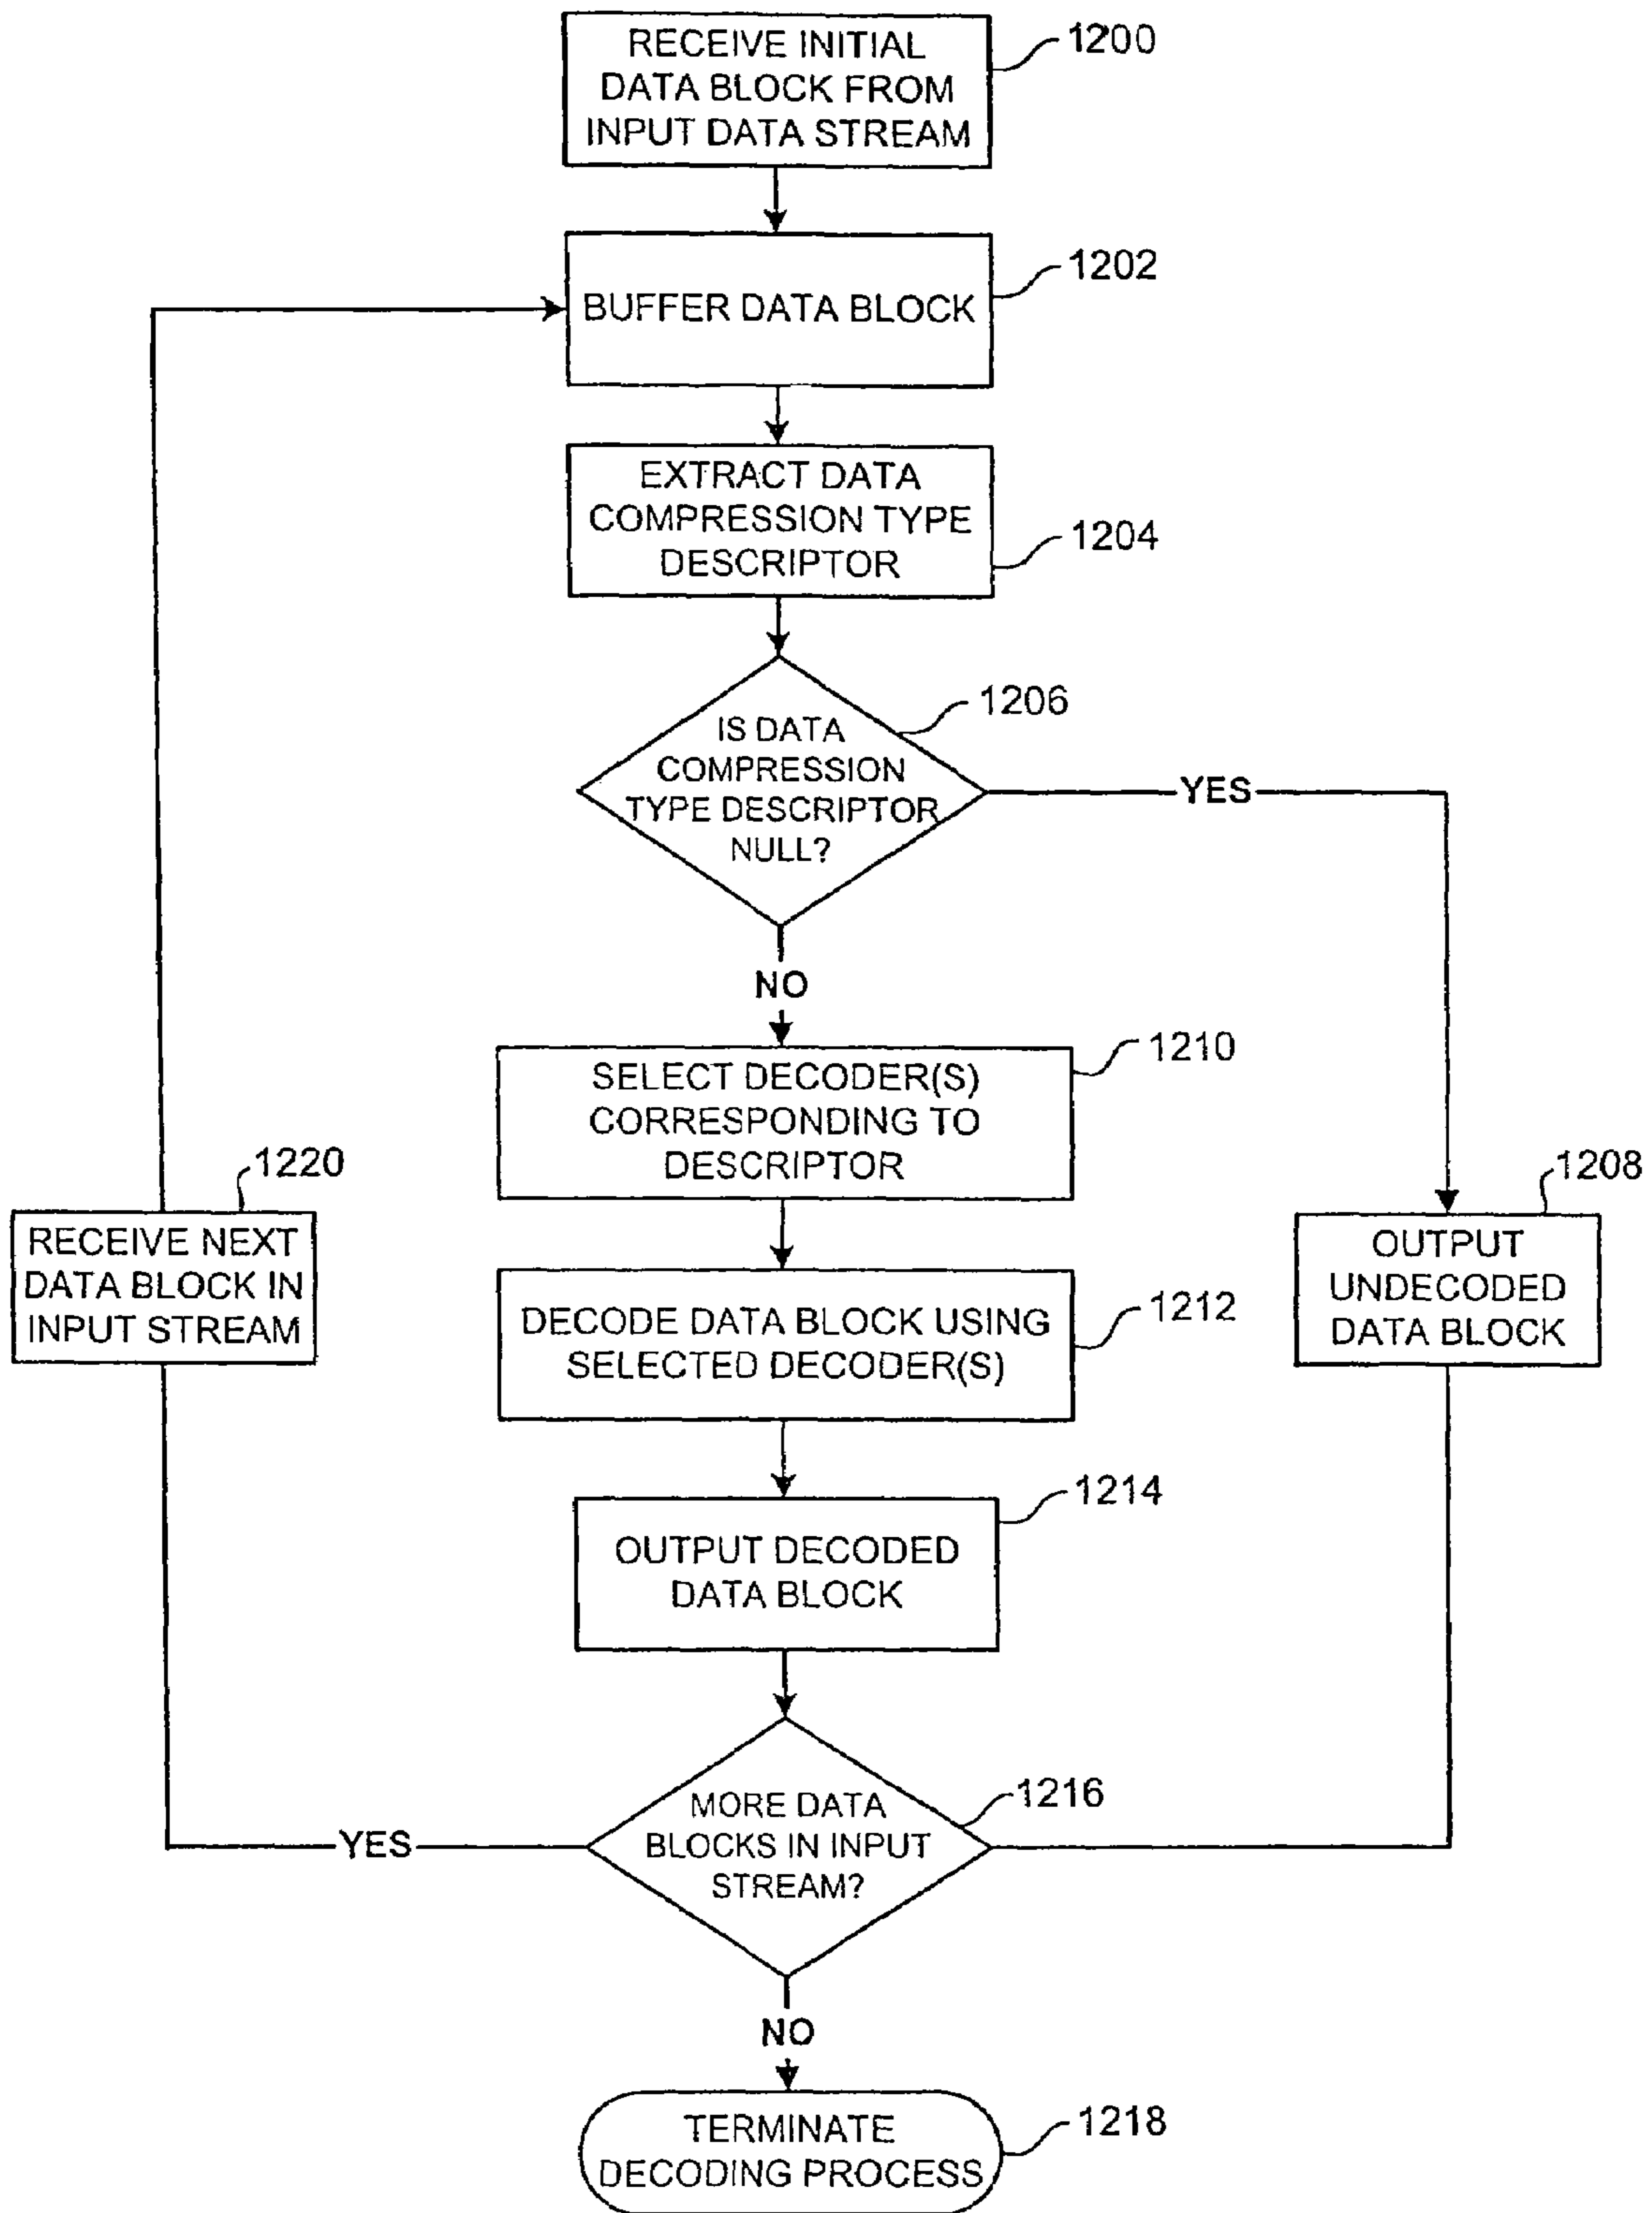 RECEIVE INITIAL
DATA BLOCK FROM
INPUT DATA STREAM
1200
BUFFER DATA BLOCK
1202
EXTRACT DATA
COMPRESSION TYPE
DESCRIPTOR
1204
IS DATA
COMPRESSION
TYPE DESCRIPTOR
NULL?
1206
YES
NO
SELECT DECODER(S)
CORRESPONDING TO
DESCRIPTOR
1210
1220
RECEIVE NEXT
DATA BLOCK IN
INPUT STREAM
1208
OUTPUT
UNDECODED
DATA BLOCK
DECODE DATA BLOCK USING
SELECTED DECODER(S)
1212
OUTPUT DECODED
DATA BLOCK
1214
MORE DATA
BLOCKS IN INPUT
STREAM?
1216
YES
NO
TERMINATE
DECODING PROCESS
1218